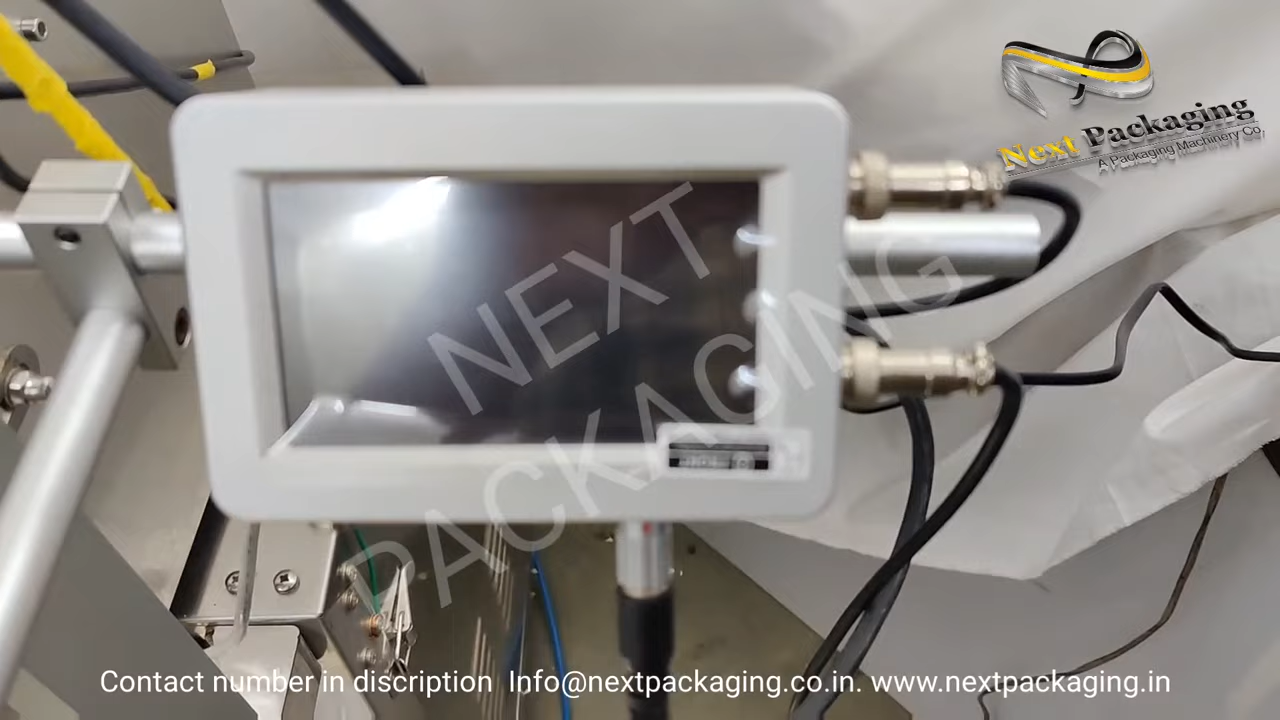 Next Packaging
A Packaging Machinery Co
NEXT
PACKAGING
Contact number in discription Info@nextpackaging.co.in. www.nextpackaging.in